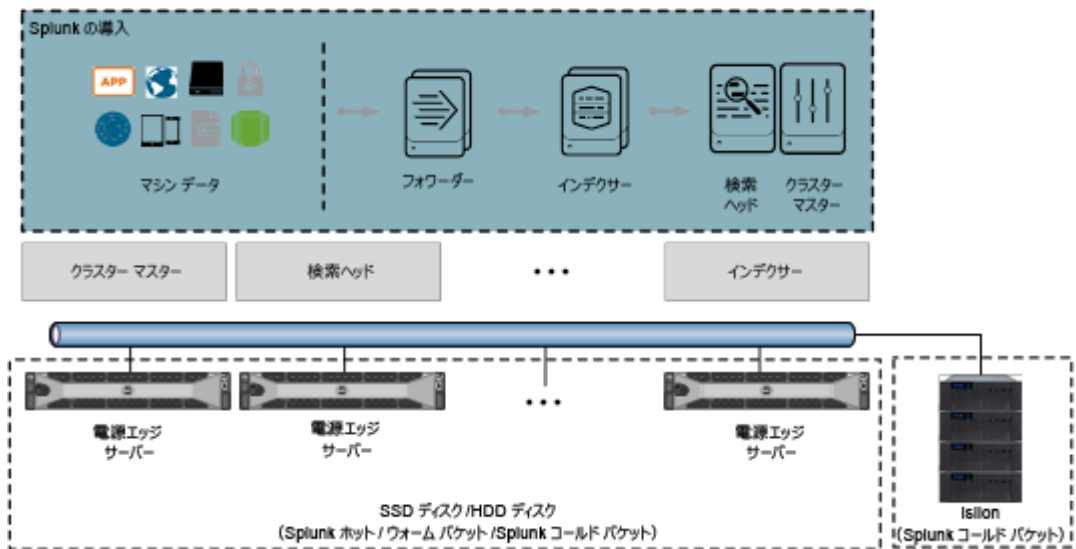 Splunk の導入
APP
マシン データ
フォワーダー
インデクサー
検索
ヘッド
クラスター
マスター
クラスター マスター
検索ヘッド
インデクサー
電源エッジ
サーバー
電源エッジ
サーバー
電源エッジ
サーバー
SSD ディスク /HDD ディスク
(Splunk ホット / ウォーム バケット /Splunk コールド バケット)
Isilon
(Splunk コールド バケット)